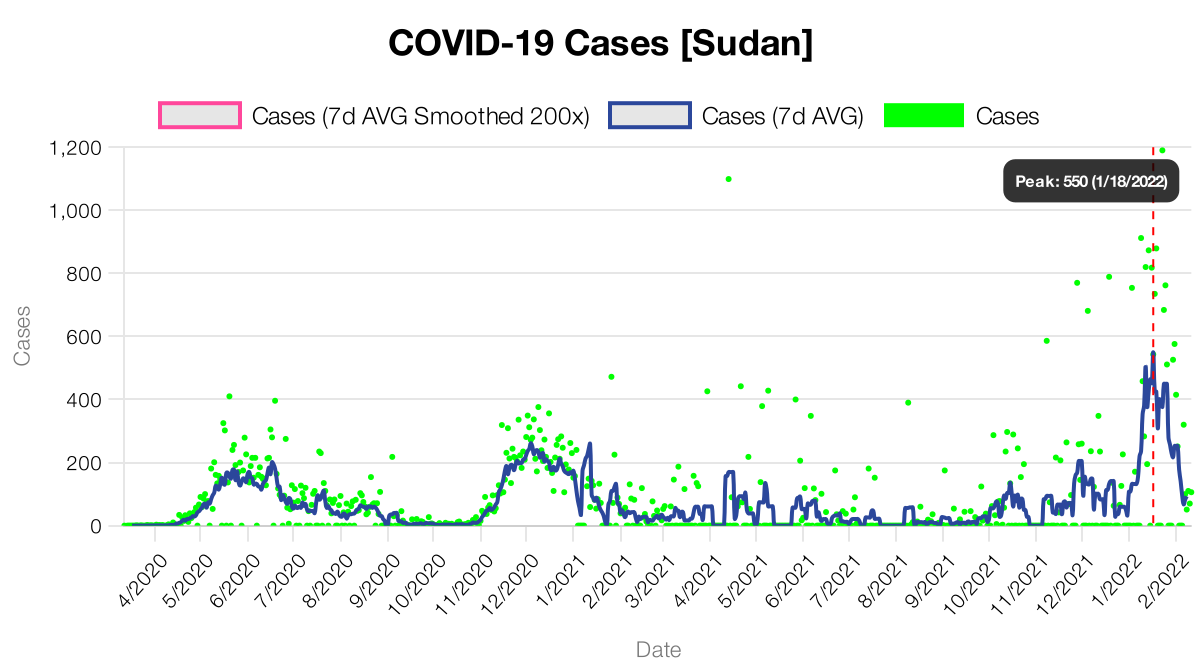 COVID-19 Cases [Sudan]
Cases (7d AVG Smoothed 200x) Cases (7d AVG) Cases
1,200
Peak: 550 (1/18/2022)
1,000
800
600
400
200
0
Cases
4/2020 5/2020 6/2020 7/2020 8/2020 9/2020 10/2020 11/2020 12/2020 1/2021 2/2021 3/2021 4/2021 5/2021 6/2021 7/2021 8/2021 9/2021 10/2021 11/2021 12/2021 1/2022 2/2022
Date